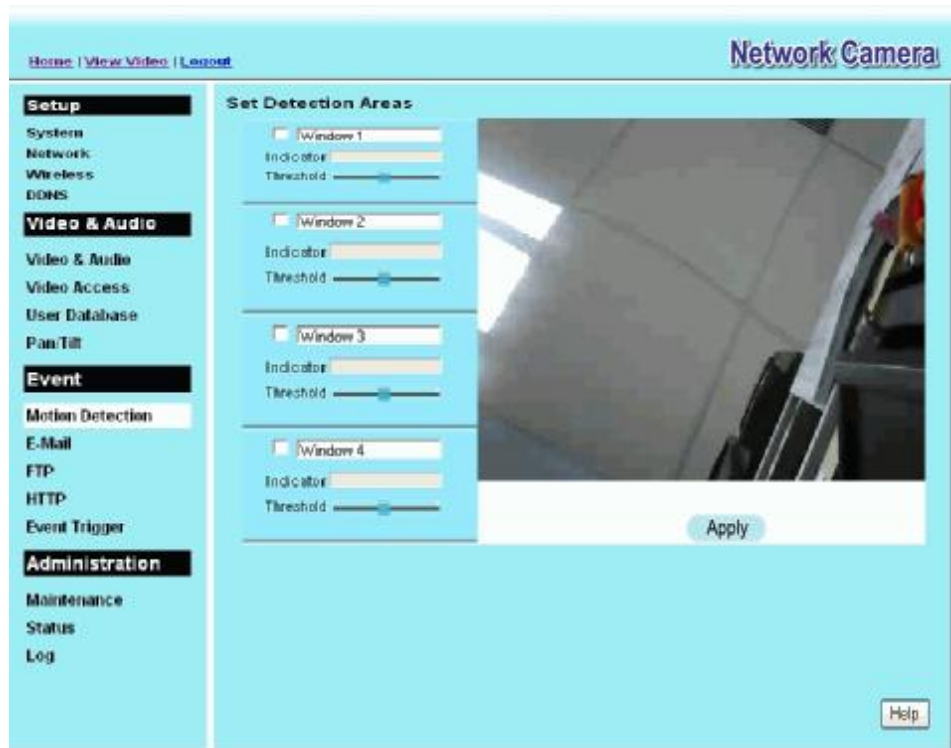 Home | View Video | Logout
Network Camera
Setup
System
Network
Wireless
DDNS
Video & Audio
Video & Audio
Video Access
User Database
Pan/Tilt
Event
Motion Detection
E-Mail
FTP
HTTP
Event Trigger
Administration
Maintenance
Status
Log
Set Detection Areas
Window 1
Indicator
Threshold
Window 2
Indicator
Threshold
Window 3
Indicator
Threshold
Window 4
Indicator
Threshold
Apply
Help